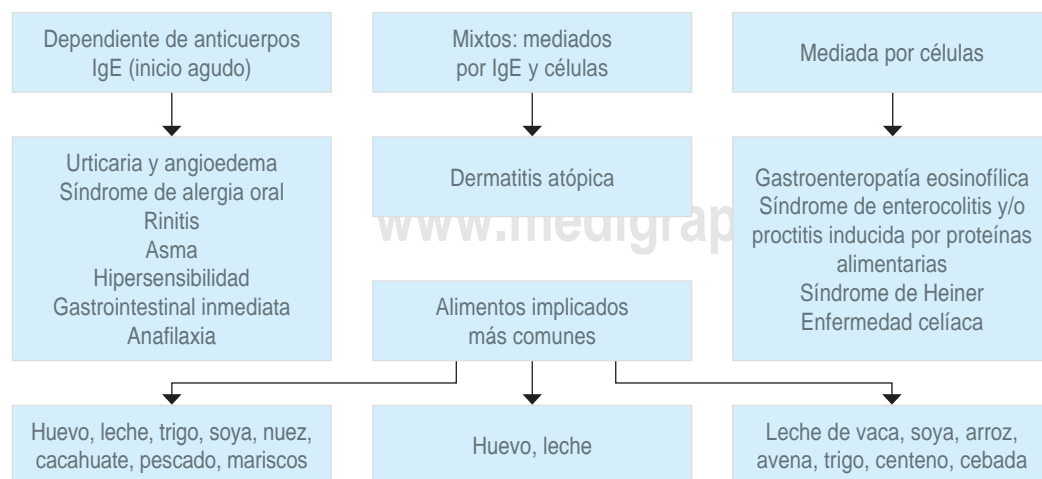 Dependiente de anticuerpos
IgE (inicio agudo)
Mixtos: mediados
por IgE y células
Mediada por células
Urticaria y angioedema
Síndrome de alergia oral
Rinitis
Asma
Hipersensibilidad
Gastrointestinal inmediata
Anafilaxia
Dermatitis atópica
Gastroenteropatía eosinofílica
Síndrome de enterocolitis y/o
proctitis inducida por proteínas
alimentarias
Síndrome de Heiner
Enfermedad celíaca
Alimentos implicados
más comunes
Huevo, leche, trigo, soya, nuez,
cacahuate, pescado, mariscos
Huevo, leche
Leche de vaca, soya, arroz,
avena, trigo, centeno, cebada